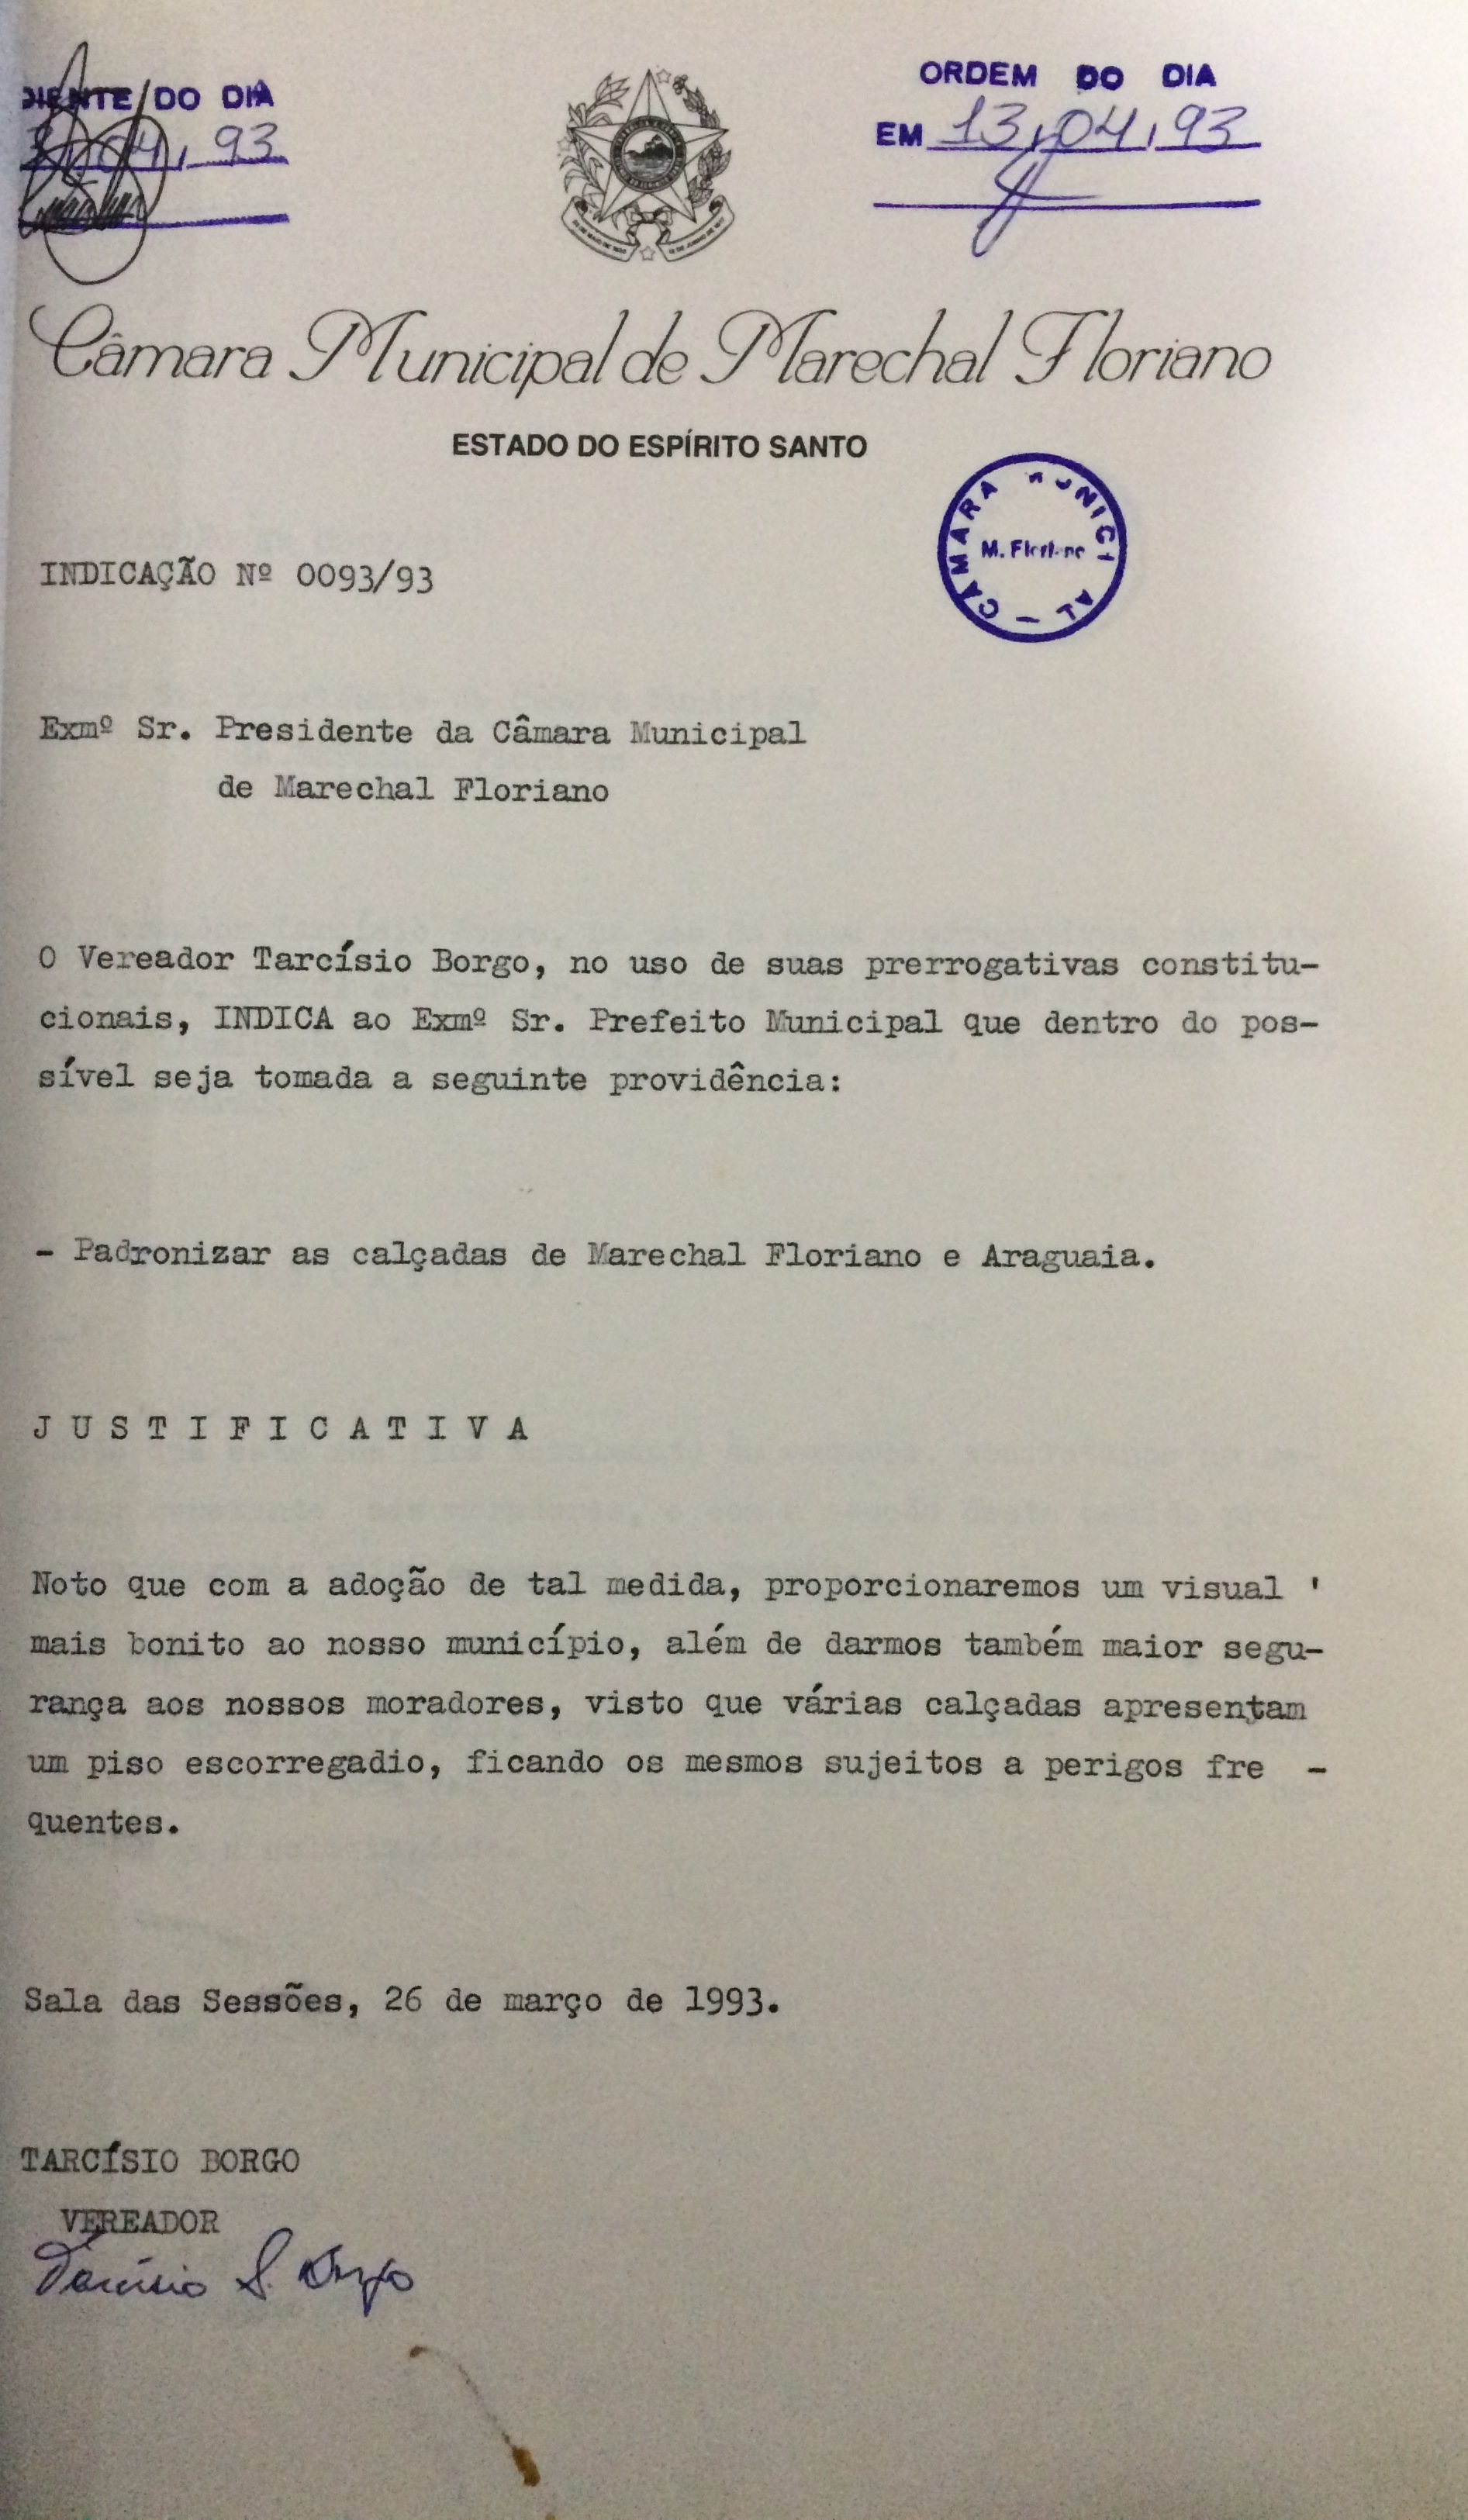 DO DIA
04, 93
ORDEM DO DIA
EM 13, 04, 93
Câmara Municipal de Marechal Floriano
ESTADO DO ESPÍRITO SANTO
CÂMARA MUNICIPAL —
M. Floriano
INDICAÇÃO Nº 0093/93
Exmº Sr. Presidente da Câmara Municipal
de Marechal Floriano
O Vereador Tarcísio Borgo, no uso de suas prerrogativas constitu-
cionais, INDICA ao Exmº Sr. Prefeito Municipal que dentro do pos-
sível seja tomada a seguinte providência:
- Padronizar as calçadas de Marechal Floriano e Araguaia.
J U S T I F I C A T I V A
Noto que com a adoção de tal medida, proporcionaremos um visual '
mais bonito ao nosso município, além de darmos também maior segu-
rança aos nossos moradores, visto que várias calçadas apresentam
um piso escorregadio, ficando os mesmos sujeitos a perigos fre -
quentes.
Sala das Sessões, 26 de março de 1993.
TARCÍSIO BORGO
VEREADOR
Tarcísio S. Borgo